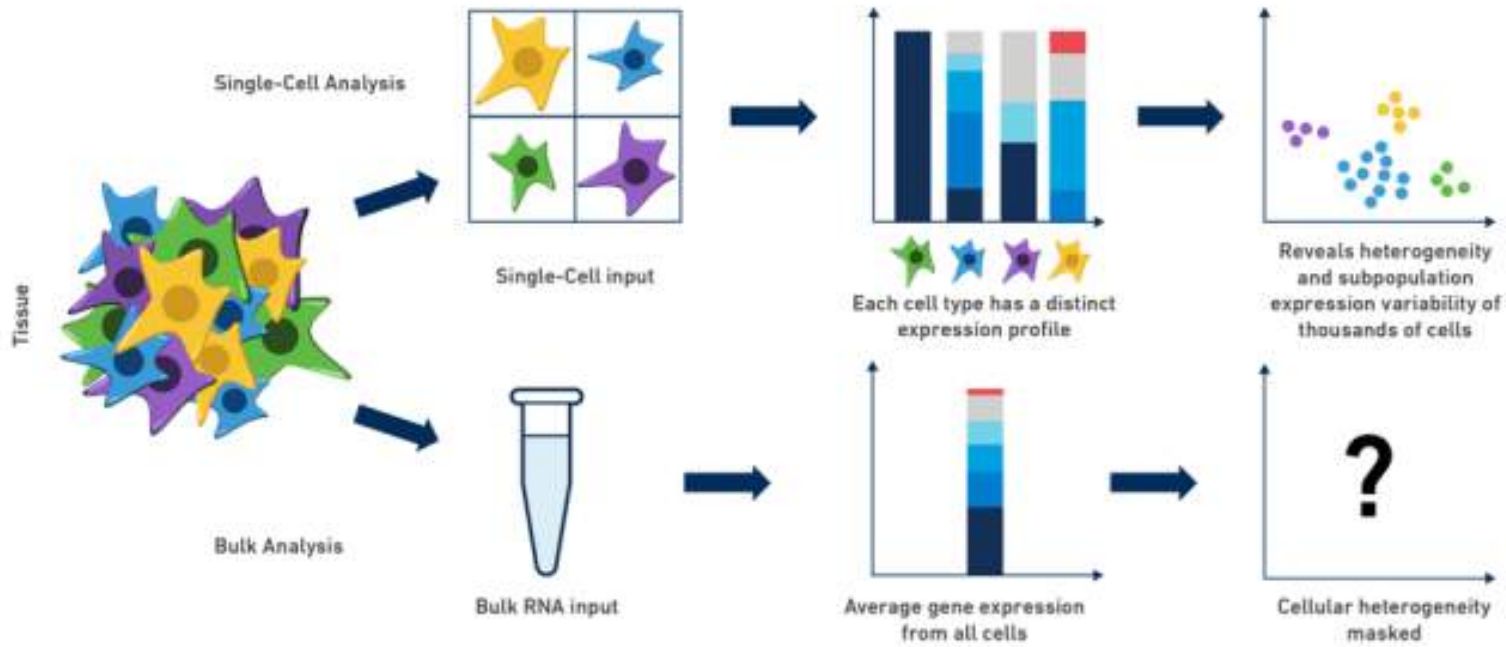 Tissue
Single-Cell Analysis
Single-Cell input
Each cell type has a distinct
expression profile
Reveals heterogeneity
and subpopulation
expression variability of
thousands of cells
Bulk Analysis
Bulk RNA input
Average gene expression
from all cells
?
Cellular heterogeneity
masked